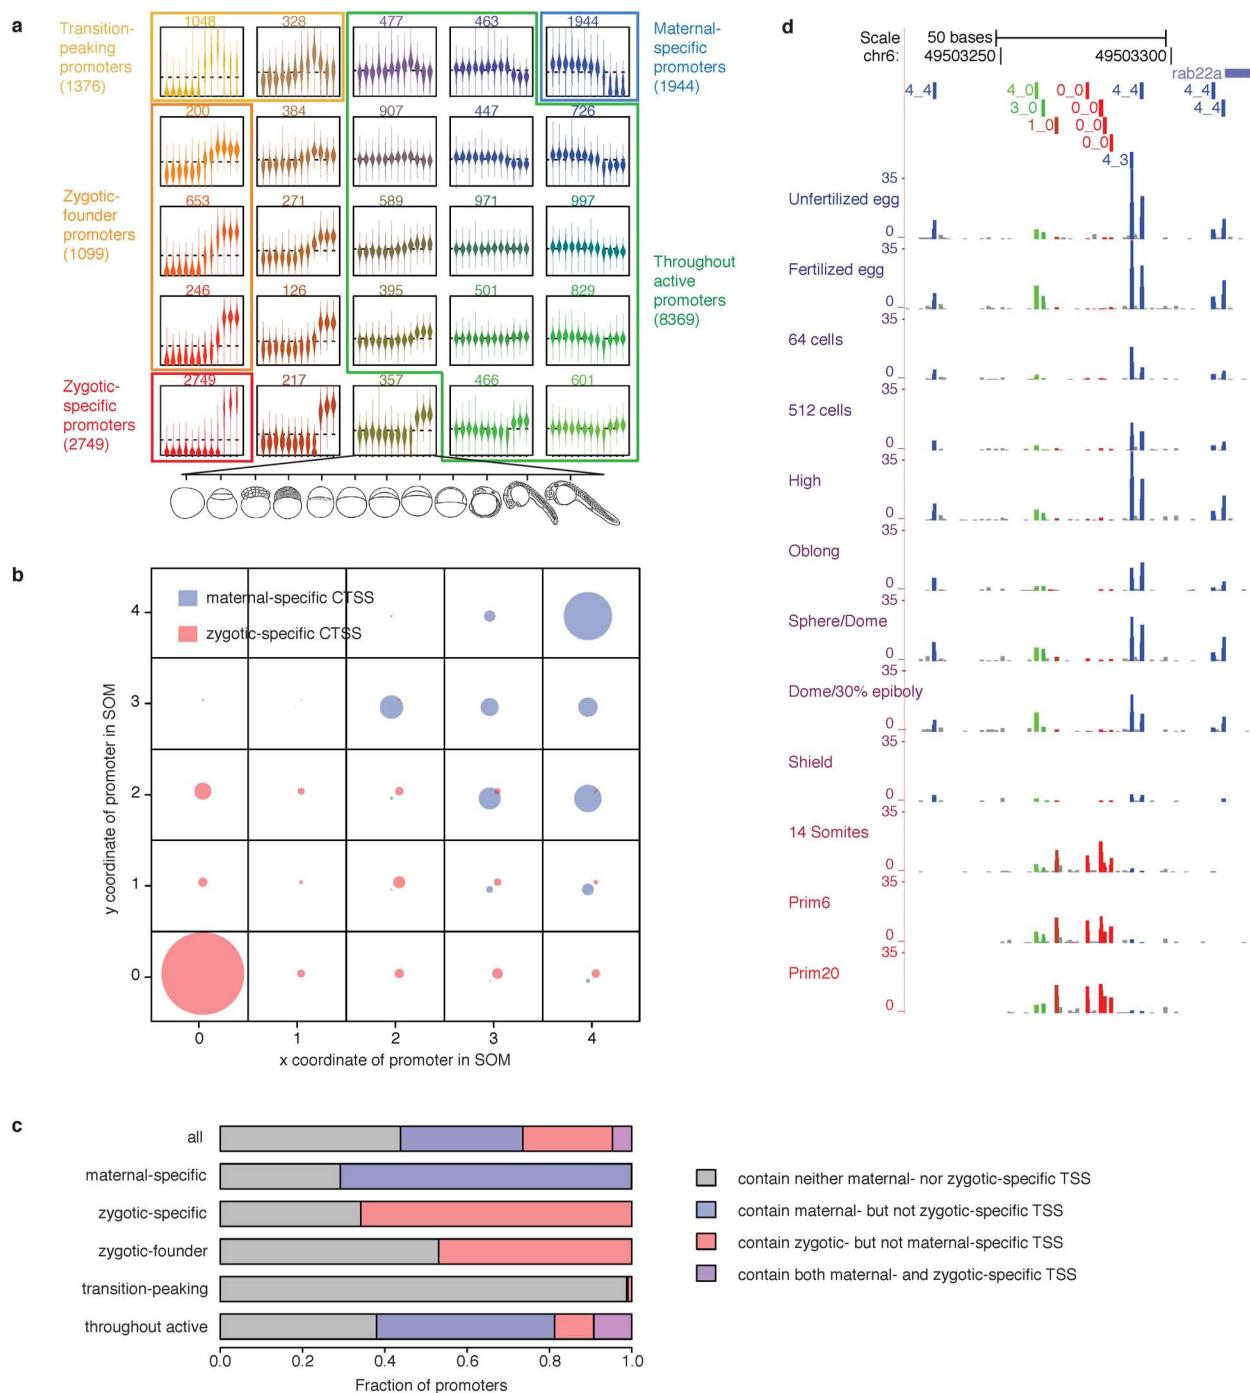 a
1048 328 477 463 1944
Transition-
peaking
promoters
(1376)
Maternal-
specific
promoters
(1944)
200 384 907 447 726
Zygotic-
founder
promoters
(1099)
653 271 589 971 997
Throughout
active
promoters
(8369)
246 126 395 501 829
Zygotic-
specific
promoters
(2749)
2749 217 357 466 601
b
maternal-specific CTSS
zygotic-specific CTSS
y coordinate of promoter in SOM
4
3
2
1
0
0 1 2 3 4
x coordinate of promoter in SOM
c
all
maternal-specific
zygotic-specific
zygotic-founder
transition-peaking
throughout active
0.0 0.2 0.4 0.6 0.8 1.0
Fraction of promoters
contain neither maternal- nor zygotic-specific TSS
contain maternal- but not zygotic-specific TSS
contain zygotic- but not maternal-specific TSS
contain both maternal- and zygotic-specific TSS
d
Scale 50 bases
chr6: 49503250 49503300
rab22a
4_4 4_0 0_0 4_4 4_4
3_0 0_0 4_4
1_0 0_0
0_0
4_3
35
Unfertilized egg
0
35
Fertilized egg
0
35
64 cells
0
35
512 cells
0
35
High
0
35
Oblong
0
35
Sphere/Dome
0
35
Dome/30% epiboly
0
35
Shield
0
35
14 Somites
0
35
Prim6
0
35
Prim20
0